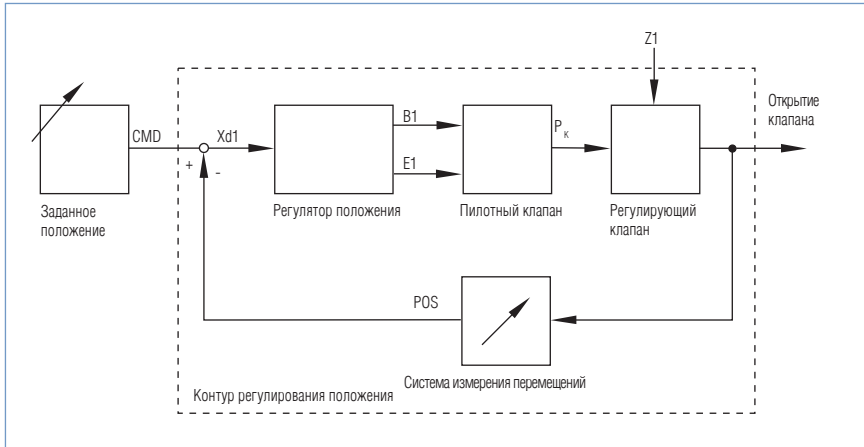 Z1
Открытие
клапана
CMD
Xd1
B1
E1
Pк
+
-
Заданное
положение
Регулятор положения
Пилотный клапан
Регулирующий
клапан
POS
Система измерения перемещений
Контур регулирования положения